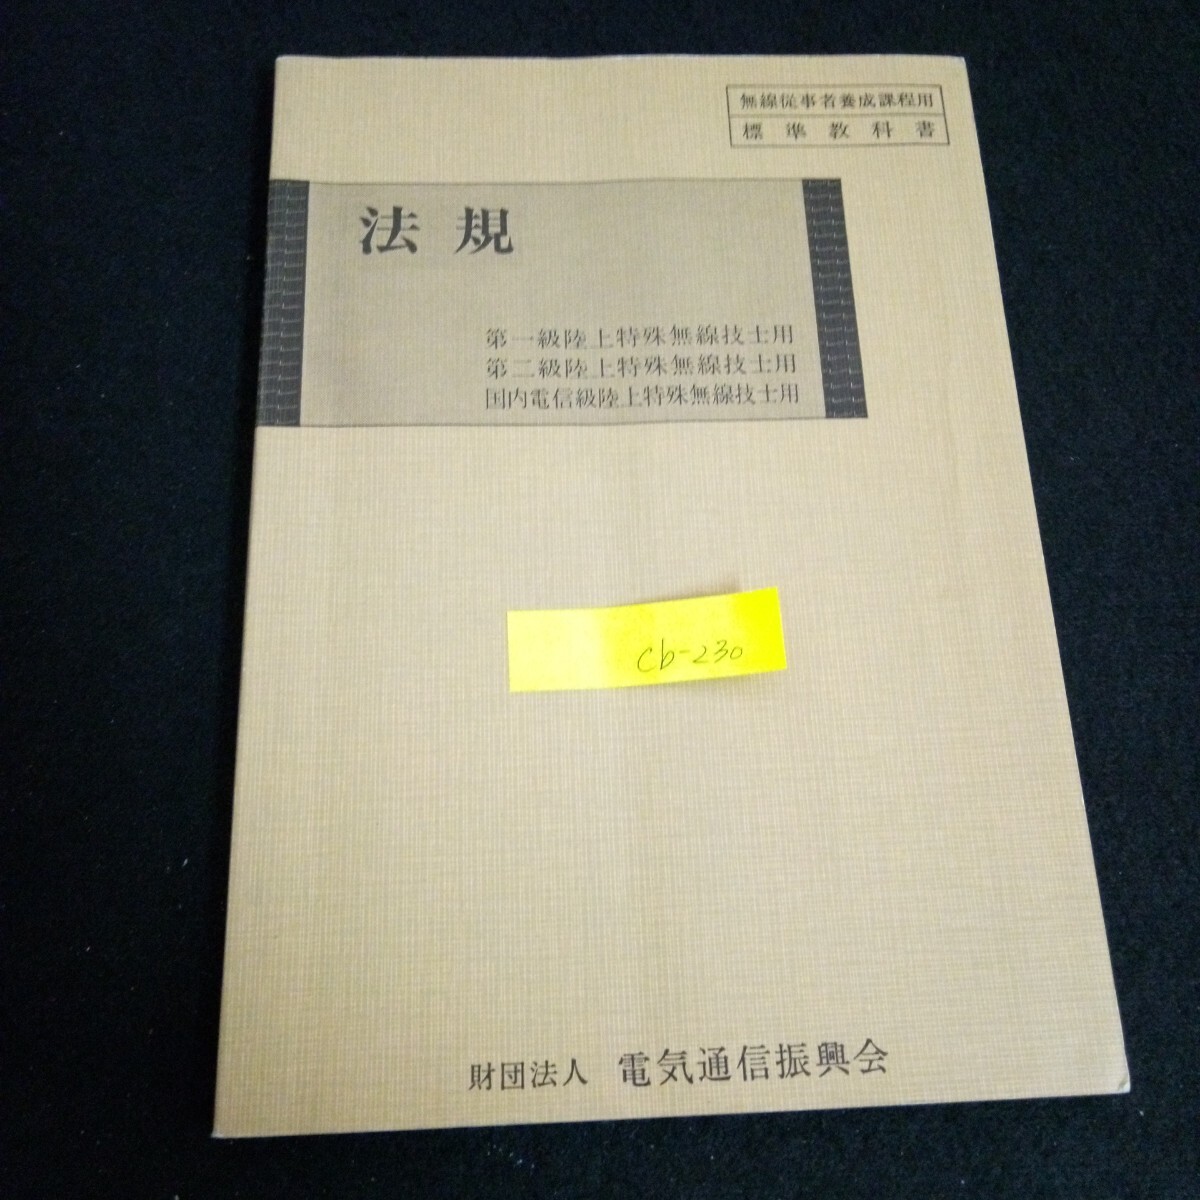 無線従事者養成課程用
標準教科書
法規
第一級陸上特殊無線技士用
第二級陸上特殊無線技士用
国内電信級陸上特殊無線技士用
cb-230
財団法人 電気通信振興会